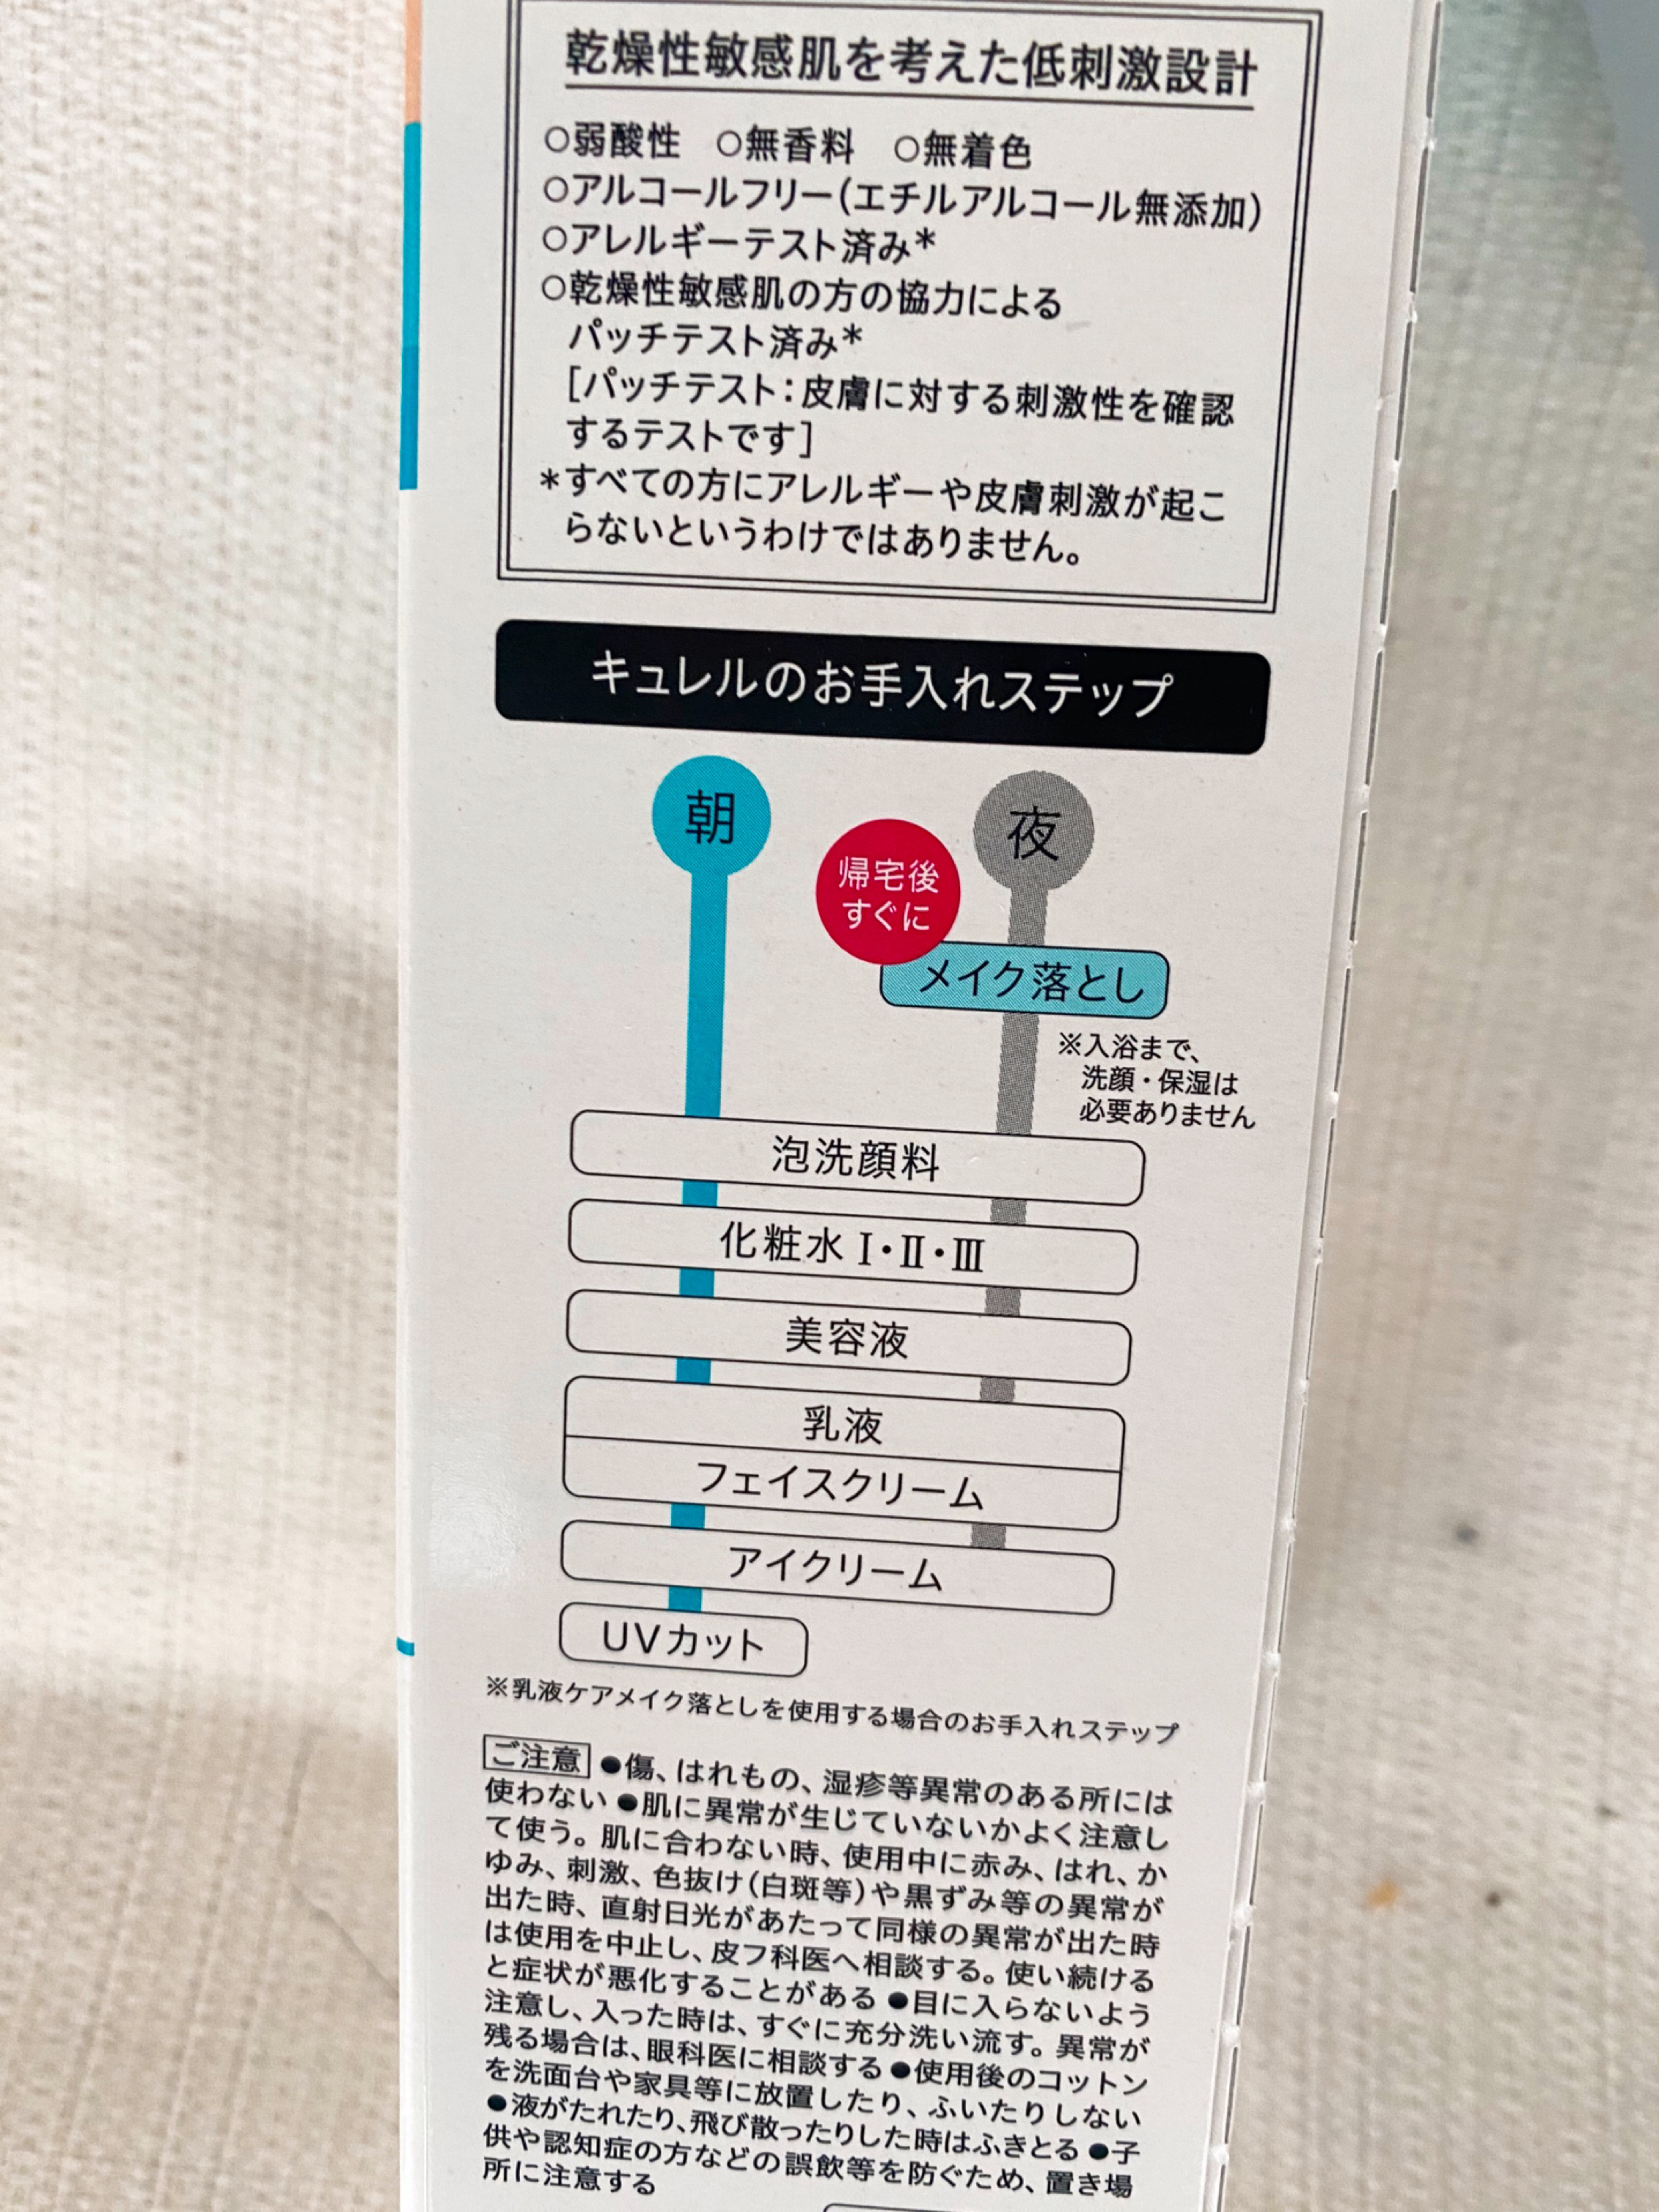 乾燥性敏感肌を考えた低刺激設計
○弱酸性 ○無香料 ○無着色
○アルコールフリー(エチルアルコール無添加)
○アレルギーテスト済み*
○乾燥性敏感肌の方の協力による
パッチテスト済み*
[パッチテスト:皮膚に対する刺激性を確認
するテストです]
*すべての方にアレルギーや皮膚刺激が起こ
らないというわけではありません。
キュレルのお手入れステップ
朝
夜
帰宅後
すぐに
メイク落とし
※入浴まで、
洗顔・保湿は
必要ありません
泡洗顔料
化粧水 Ⅰ・Ⅱ・Ⅲ
美容液
乳液
フェイスクリーム
アイクリーム
UVカット
※乳液ケアメイク落としを使用する場合のお手入れステップ
ご注意 ●傷、はれもの、湿疹等異常のある所には
使わない ●肌に異常が生じていないかよく注意し
て使う。肌に合わない時、使用中に赤み、はれ、か
ゆみ、刺激、色抜け(白斑等)や黒ずみ等の異常が
出た時、直射日光があたって同様の異常が出た時
は使用を中止し、皮フ科医へ相談する。使い続ける
と症状が悪化することがある ●目に入らないよう
注意し、入った時は、すぐに充分洗い流す。異常が
残る場合は、眼科医に相談する ●使用後のコットン
を洗面台や家具等に放置したり、ふいたりしない
●液がたれたり、飛び散ったりした時はふきとる ●子
供や認知症の方などの誤飲等を防ぐため、置き場
所に注意する